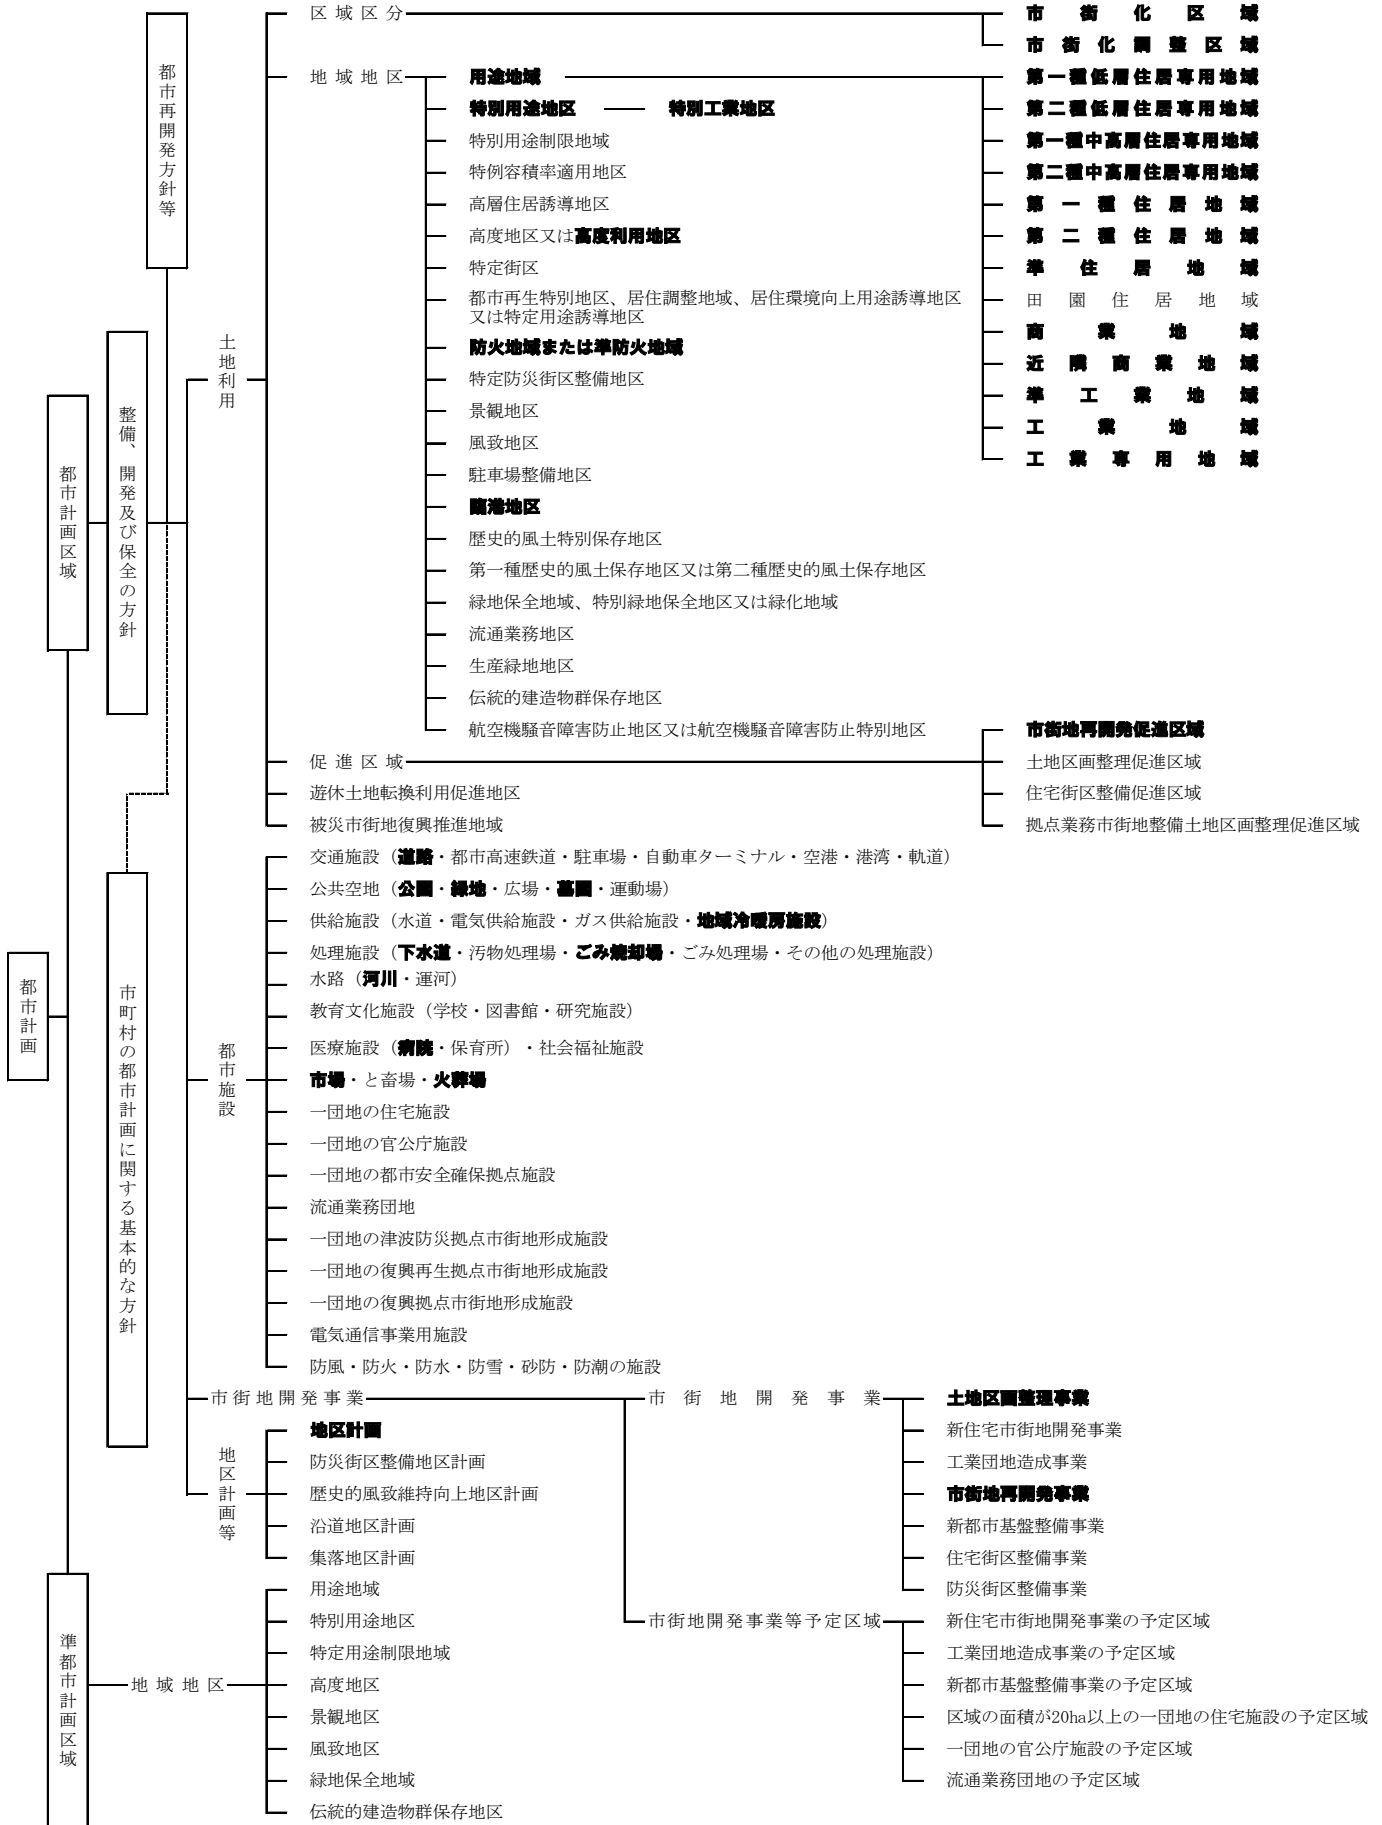 都市計画
都市計画区域
準都市計画区域
整備、開発及び保全の方針
市町村の都市計画に関する基本的な方針
都市再開発方針等
土地利用
区域区分
市街化区域
市街化調整区域
地域地区
用途地域
第一種低層住居専用地域
第二種低層住居専用地域
第一種中高層住居専用地域
第二種中高層住居専用地域
第一種住居地域
第二種住居地域
準住居地域
田園住居地域
商業地域
近隣商業地域
準工業地域
工業地域
工業専用地域
特別用途地区 特別工業地区
特別用途制限地域
特例容積率適用地区
高層住居誘導地区
高度地区又は高度利用地区
特定街区
都市再生特別地区、居住調整地域、居住環境向上用途誘導地区
又は特定用途誘導地区
防火地域または準防火地域
特定防災街区整備地区
景観地区
風致地区
駐車場整備地区
臨港地区
歴史的風土特別保存地区
第一種歴史的風土保存地区又は第二種歴史的風土保存地区
緑地保全地域、特別緑地保全地区又は緑化地域
流通業務地区
生産緑地地区
伝統的建造物群保存地区
航空機騒音障害防止地区又は航空機騒音障害防止特別地区
促進区域
市街地再開発促進区域
土地区画整理促進区域
住宅街区整備促進区域
拠点業務市街地整備土地区画整理促進区域
遊休土地転換利用促進地区
被災市街地復興推進地域
都市施設
交通施設（道路・都市高速鉄道・駐車場・自動車ターミナル・空港・港湾・軌道）
公共空地（公園・緑地・広場・墓園・運動場）
供給施設（水道・電気供給施設・ガス供給施設・地域冷暖房施設）
処理施設（下水道・汚物処理場・ごみ焼却場・ごみ処理場・その他の処理施設）
水路（河川・運河）
教育文化施設（学校・図書館・研究施設）
医療施設（病院・保育所）・社会福祉施設
市場・と畜場・火葬場
一団地の住宅施設
一団地の官公庁施設
一団地の都市安全確保拠点施設
流通業務団地
一団地の津波防災拠点市街地形成施設
一団地の復興再生拠点市街地形成施設
一団地の復興拠点市街地形成施設
電気通信事業用施設
防風・防火・防水・防雪・砂防・防潮の施設
市街地開発事業
市街地開発事業
土地区画整理事業
新住宅市街地開発事業
工業団地造成事業
市街地再開発事業
新都市基盤整備事業
住宅街区整備事業
防災街区整備事業
市街地開発事業等予定区域
新住宅市街地開発事業の予定区域
工業団地造成事業の予定区域
新都市基盤整備事業の予定区域
区域の面積が20ha以上の一団地の住宅施設の予定区域
一団地の官公庁施設の予定区域
流通業務団地の予定区域
地区計画等
地区計画
防災街区整備地区計画
歴史的風致維持向上地区計画
沿道地区計画
集落地区計画
地域地区
用途地域
特別用途地区
特定用途制限地域
高度地区
景観地区
風致地区
緑地保全地域
伝統的建造物群保存地区